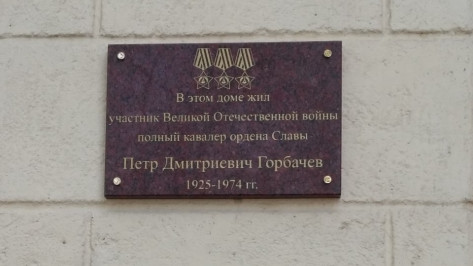 В этом доме жил
участник Великой Отечественной войны
полный кавалер ордена Славы
Петр Дмитриевич Горбачев
1925-1974 гг.